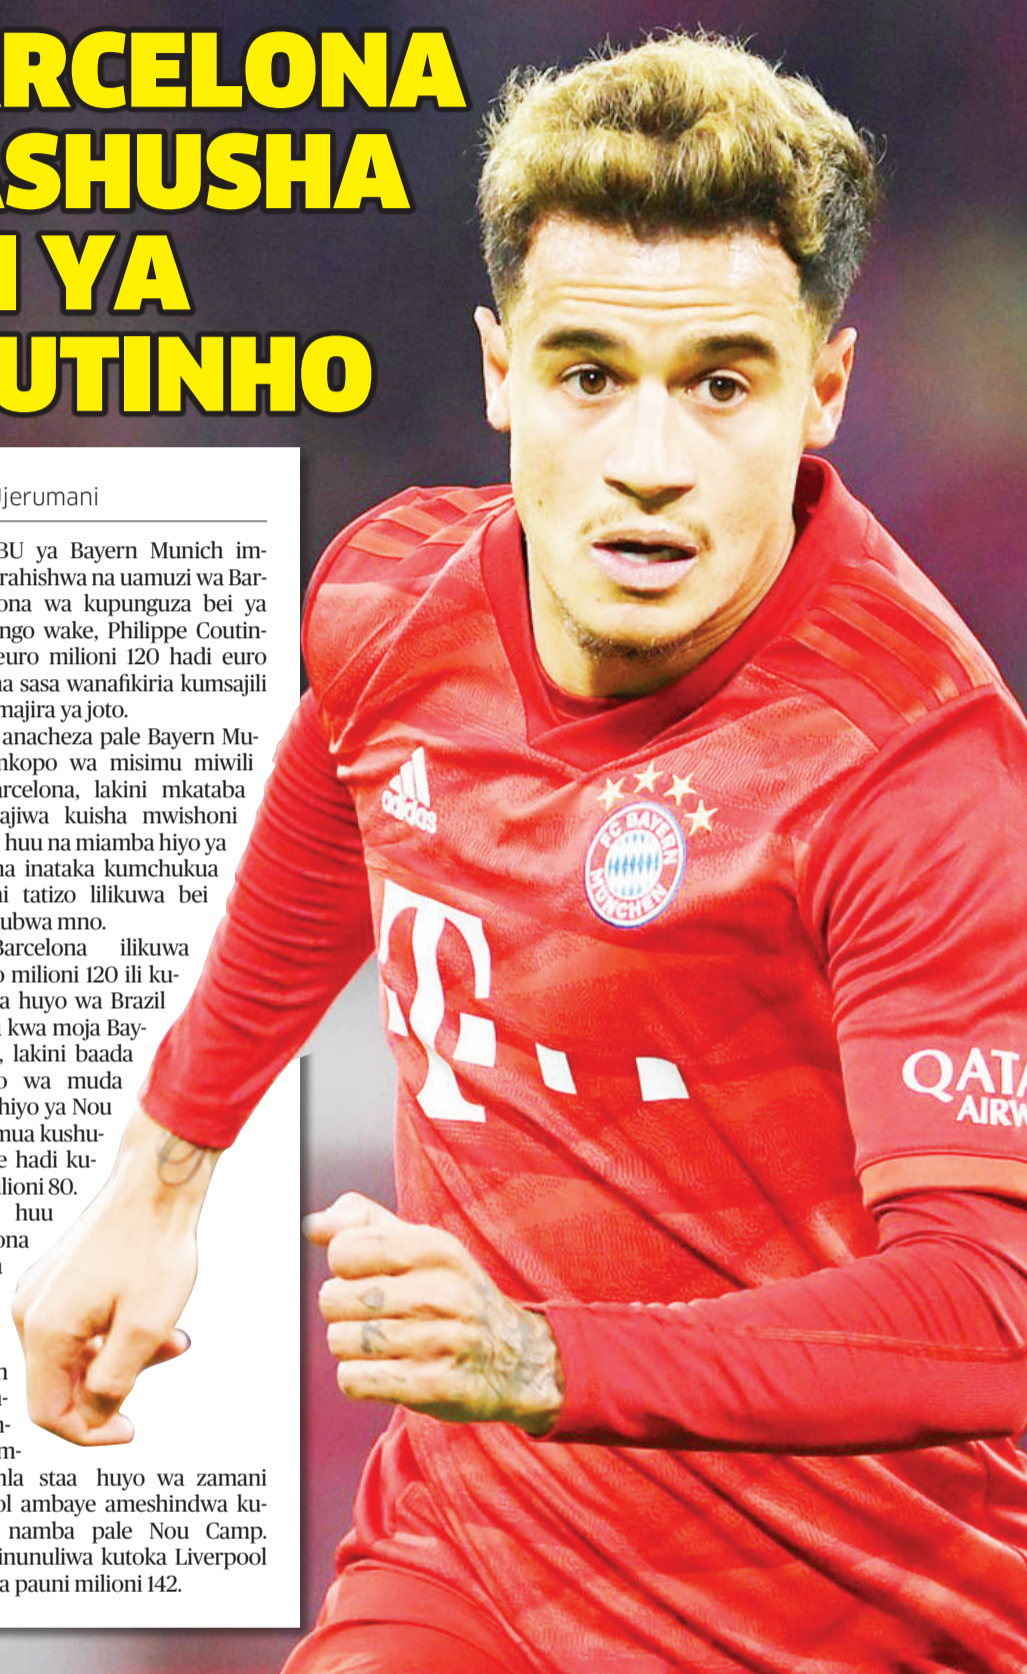 ARCELONA
ASHUSHA
YA
UTINHO
Ujerumani
BU ya Bayern Munich im-
rahishwa na uamuzi wa Bar-
ona wa kupunguza bei ya
ngo wake, Philippe Coutin-
euro milioni 120 hadi euro
na sasa wanafikiria kumsajili
majira ya joto.
anacheza pale Bayern Mu-
nkopo wa misimu miwili
arcelona, lakini mkataba
ajiwa kuisha mwishoni
huu na miamba hiyo ya
na inataka kumchukua
ni tatizo lilikuwa bei
ubwa mno.
Barcelona ilikuwa
o milioni 120 ili ku-
a huyo wa Brazil
kwa moja Bay-
, lakini baada
o wa muda
hiyo ya Nou
mua kushu-
e hadi ku-
ilioni 80.
huu
ona
a
n
-
n-
m-
hla staa huyo wa zamani
ol ambaye ameshindwa ku-
namba pale Nou Camp.
inunuliwa kutoka Liverpool
a pauni milioni 142.
adidas
FC BAYERN
MÜNCHEN
T
QATA
AIRW